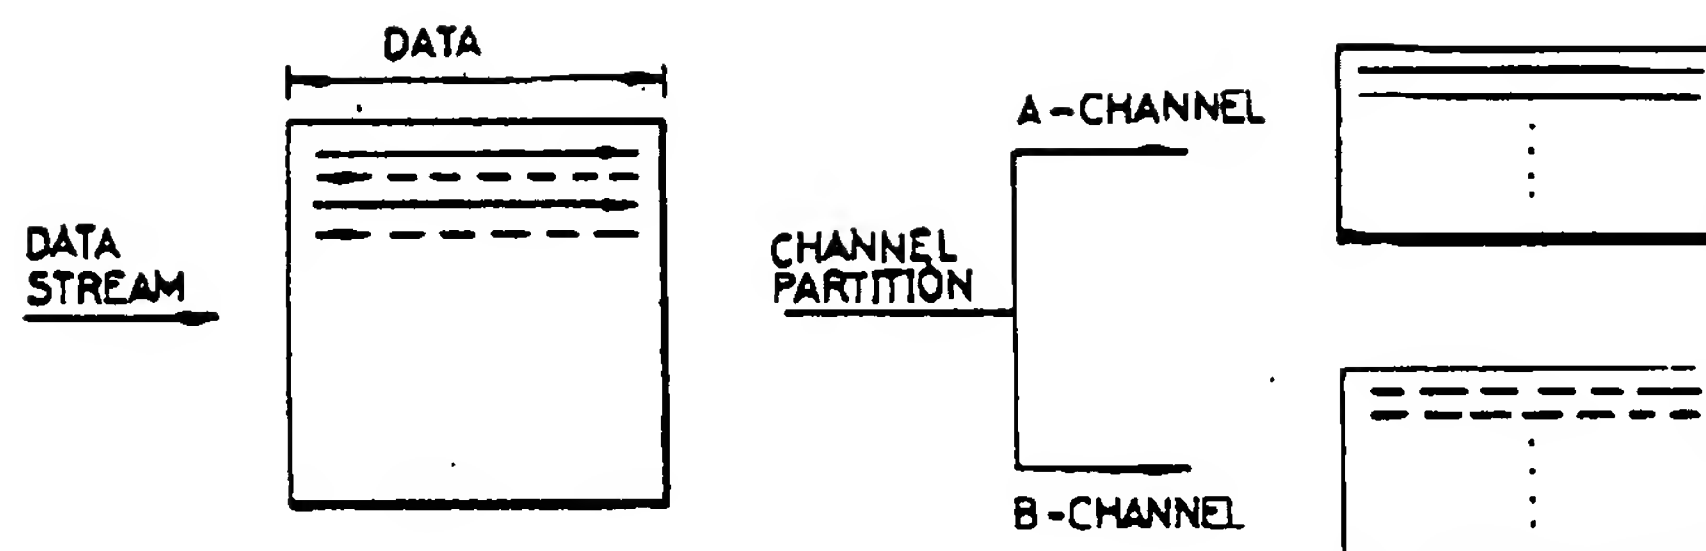 DATA
DATA
STREAM
CHANNEL
PARTITION
A-CHANNEL
B-CHANNEL